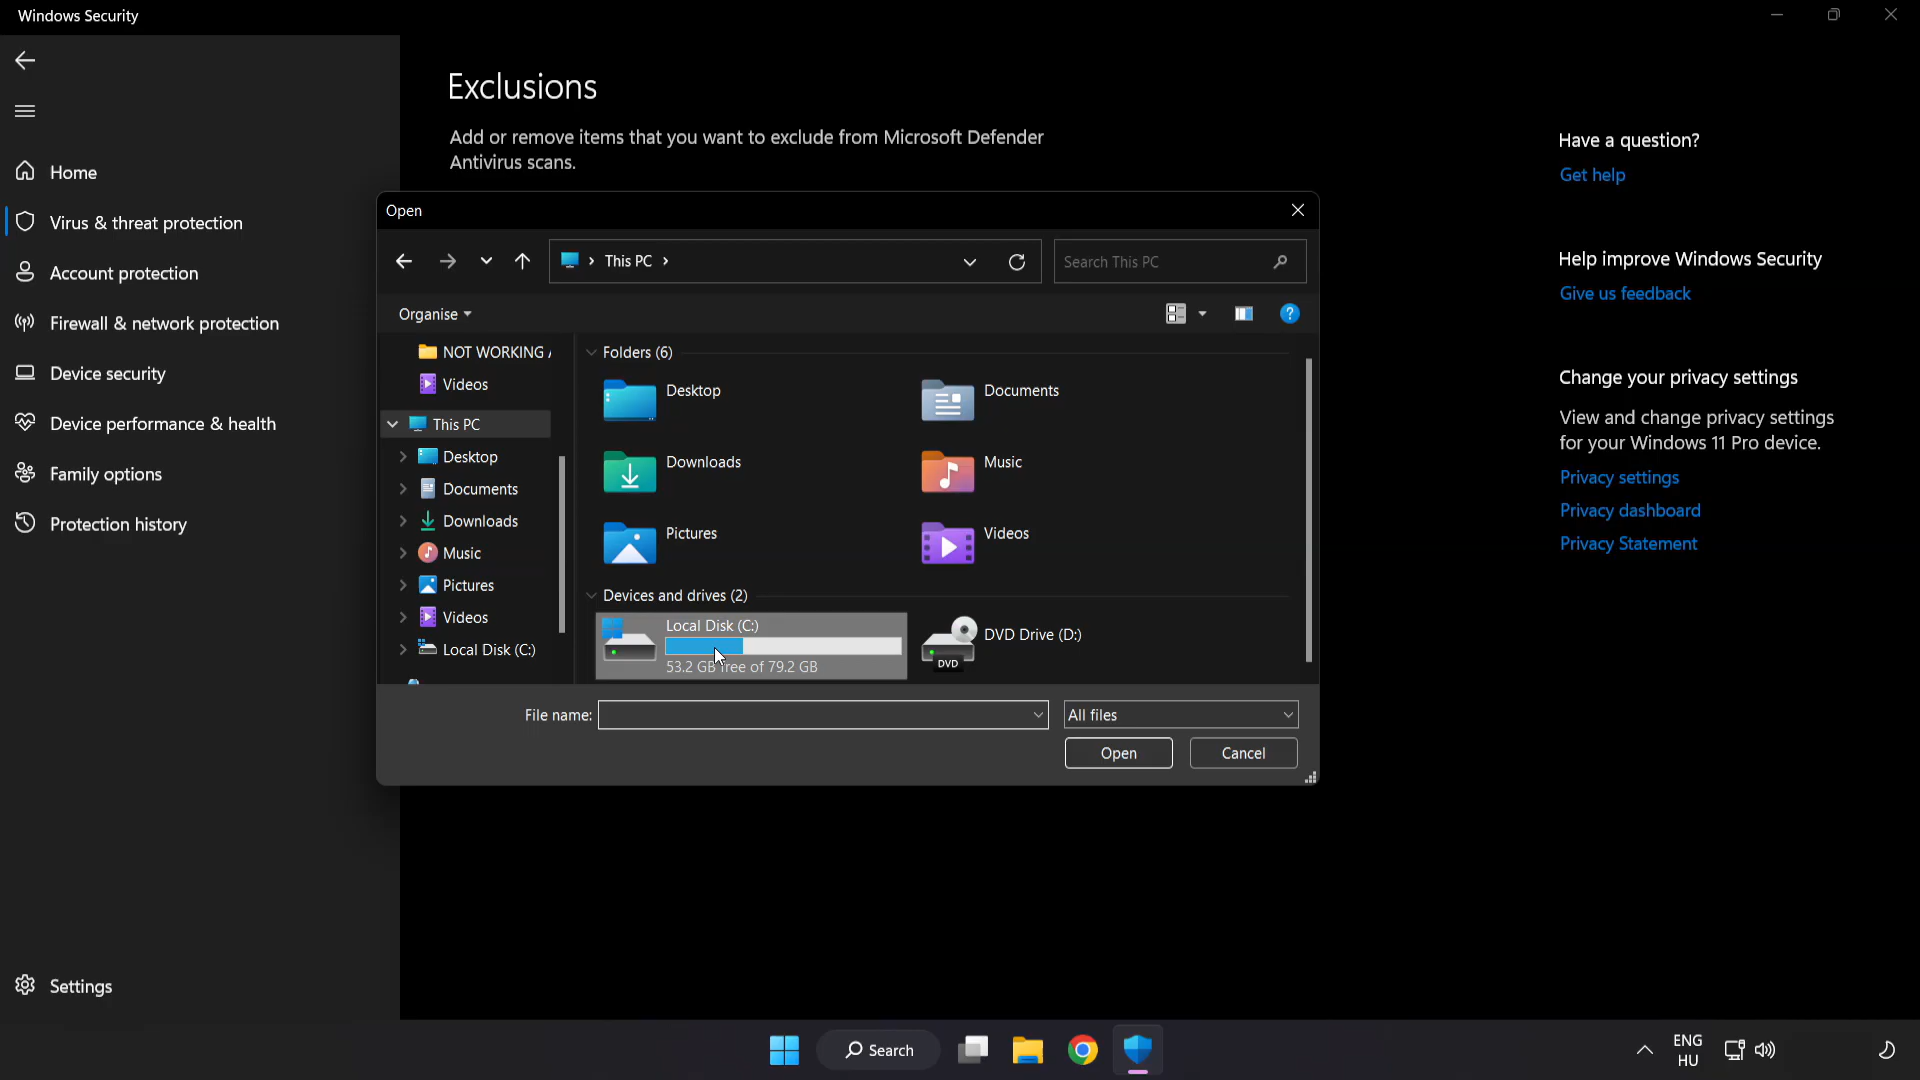 Windows Security
Home
Virus & threat protection
Account protection
Firewall & network protection
Device security
Device performance & health
Family options
Protection history
Settings
Exclusions
Add or remove items that you want to exclude from Microsoft Defender
Antivirus scans.
Open
This PC
Search This PC
Organise
?
NOT WORKING
Videos
This PC
Desktop
Documents
Downloads
Music
Pictures
Videos
Local Disk (C:)
Folders (6)
Desktop
Documents
Downloads
Music
Pictures
Videos
Devices and drives (2)
Local Disk (C:)
53.2 GB free of 79.2 GB
DVD Drive (D:)
DVD
File name:
All files
Open
Cancel
Have a question?
Get help
Help improve Windows Security
Give us feedback
Change your privacy settings
View and change privacy settings
for your Windows 11 Pro device.
Privacy settings
Privacy dashboard
Privacy Statement
Search
ENG
HU